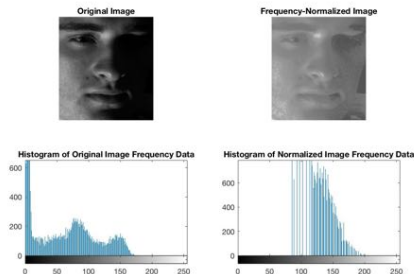 Original Image
Frequency-Normalized Image
Histogram of Original Image Frequency Data
600
400
200
0
0 50 100 150 200 250
Histogram of Normalized Image Frequency Data
600
400
200
0
0 50 100 150 200 250